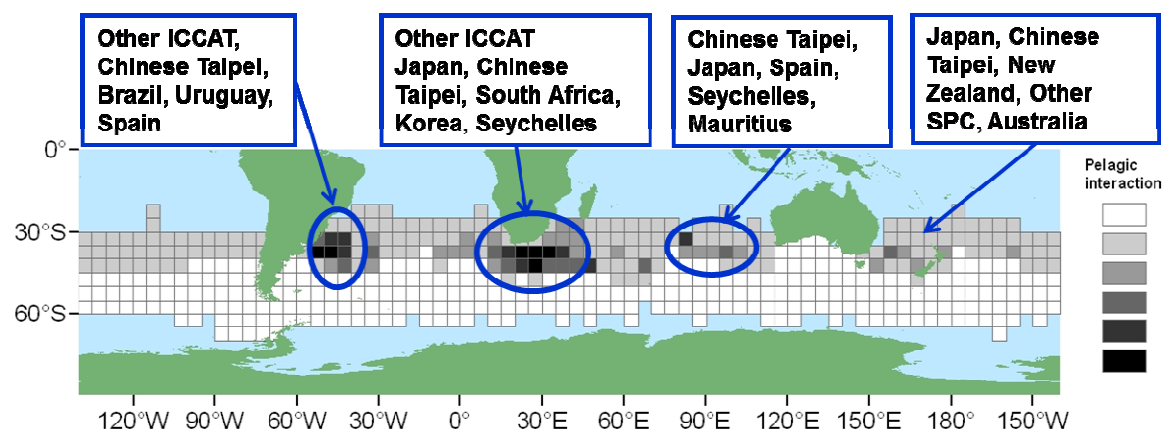 Other ICCAT,
Chinese Taipei,
Brazil, Uruguay,
Spain
Other ICCAT
Japan, Chinese
Taipei, South Africa,
Korea, Seychelles
Chinese Taipei,
Japan, Spain,
Seychelles,
Mauritius
Japan, Chinese
Taipei, New
Zealand, Other
SPC, Australia
0°
30°S
60°S
Pelagic
interaction
120°W 90°W 60°W 30°W 0° 30°E 60°E 90°E 120°E 150°E 180° 150°W